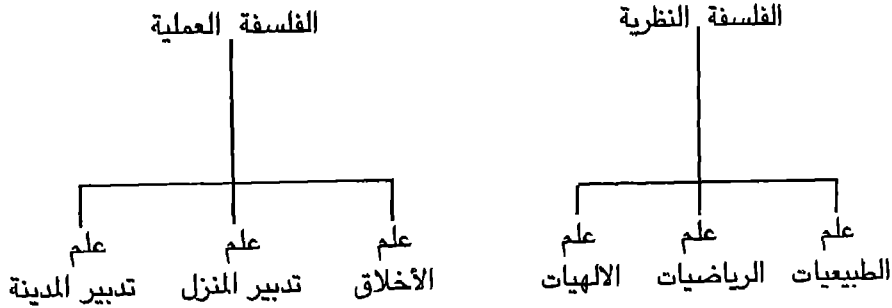 الفلسفة النظرية
علم
الطبيعيات
علم
الرياضيات
علم
الالهيات
الفلسفة العملية
علم
الأخلاق
علم
تدبير المنزل
علم
تدبير المدينة